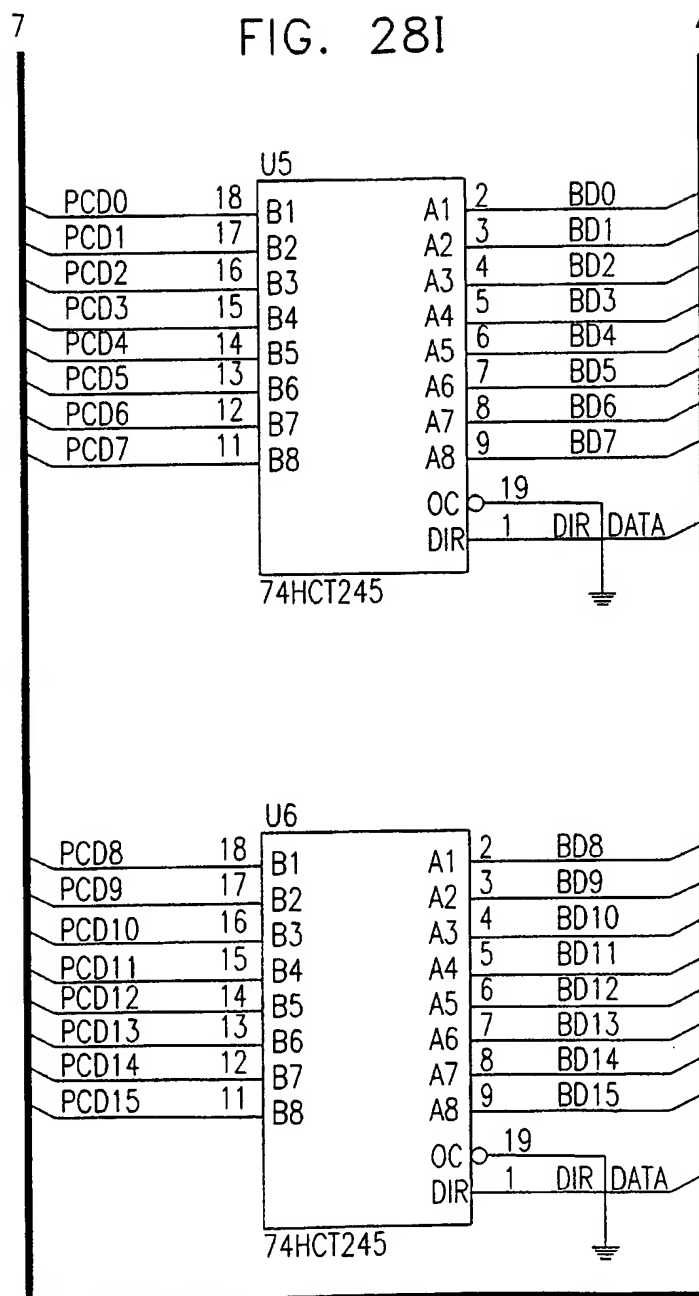 7
FIG. 28I
U5
PCD0 18 B1 A1 2 BD0
PCD1 17 B2 A2 3 BD1
PCD2 16 B3 A3 4 BD2
PCD3 15 B4 A4 5 BD3
PCD4 14 B5 A5 6 BD4
PCD5 13 B6 A6 7 BD5
PCD6 12 B7 A7 8 BD6
PCD7 11 B8 A8 9 BD7
OC 19
DIR 1 DIR DATA
74HCT245
U6
PCD8 18 B1 A1 2 BD8
PCD9 17 B2 A2 3 BD9
PCD10 16 B3 A3 4 BD10
PCD11 15 B4 A4 5 BD11
PCD12 14 B5 A5 6 BD12
PCD13 13 B6 A6 7 BD13
PCD14 12 B7 A7 8 BD14
PCD15 11 B8 A8 9 BD15
OC 19
DIR 1 DIR DATA
74HCT245